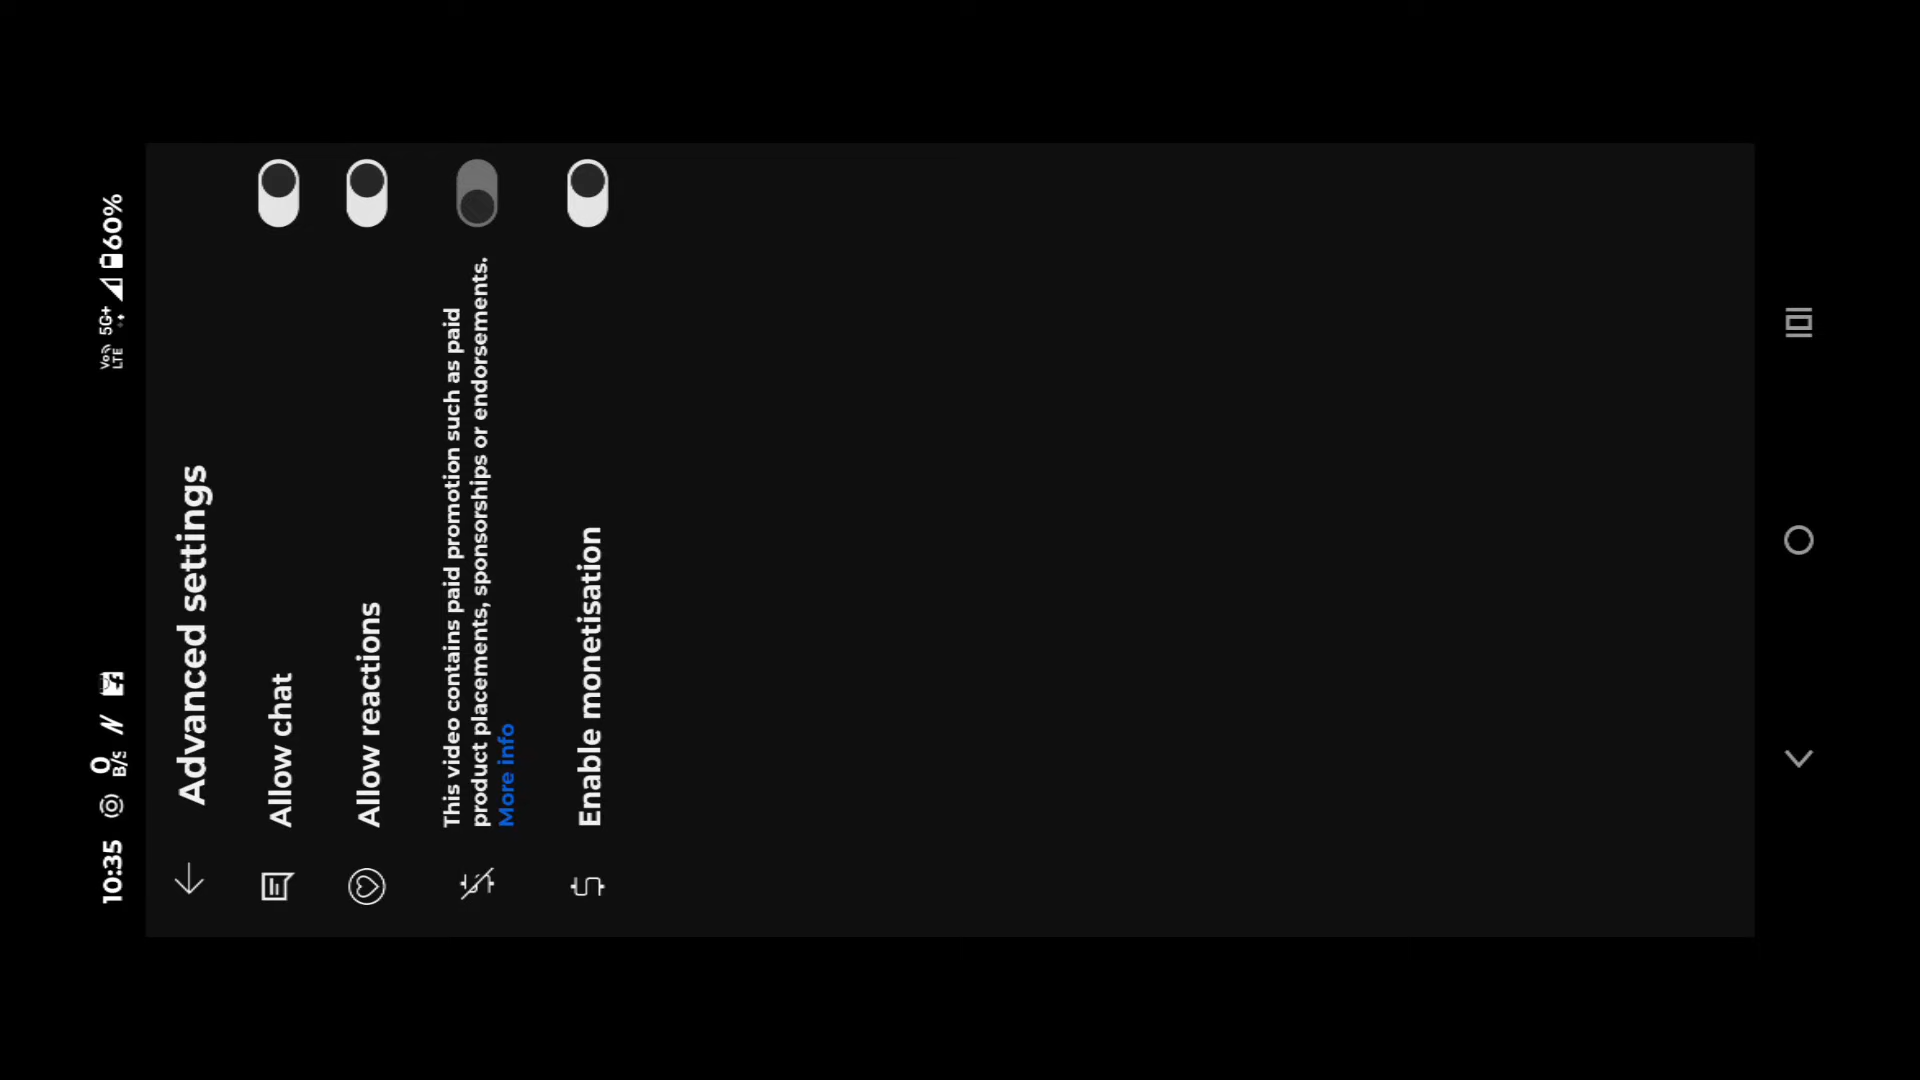 10:35
0
B/s
Vo
LTE
5G+
60%
Advanced settings
Allow chat
Allow reactions
This video contains paid promotion such as paid
product placements, sponsorships or endorsements.
More info
Enable monetisation